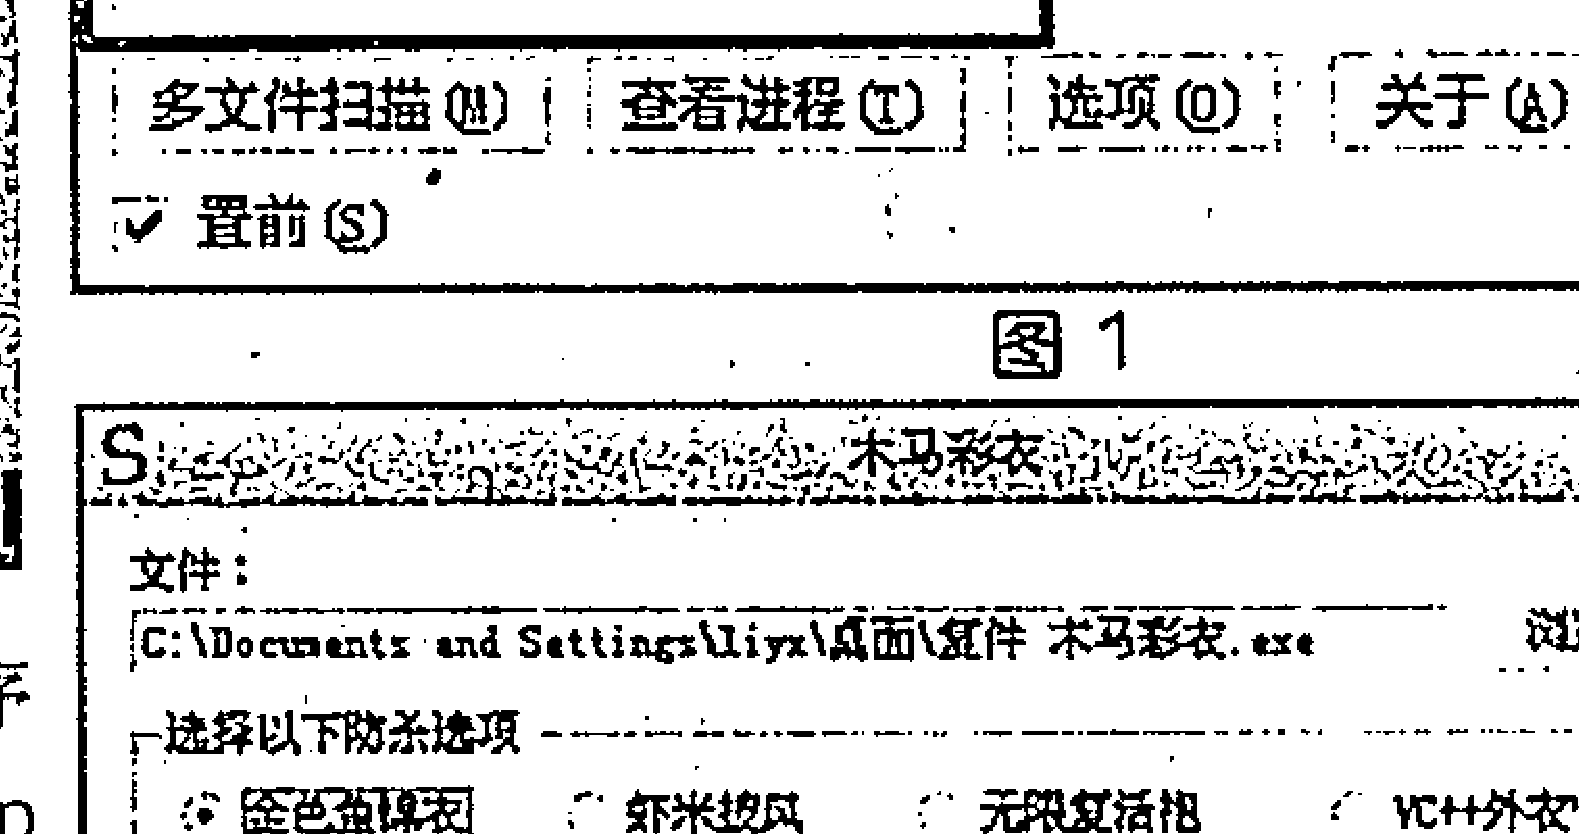 多文件扫描(M) 查看进程(T) 选项(O) 关于(A)
置前(S)
图 1
S 木马彩衣
文件:
C:\Documents and Settings\liyx\桌面\复件 木马彩衣.exe
选择以下防杀选项
金色鱼锦衣 虾米披风 无限复活袍 VC++外衣